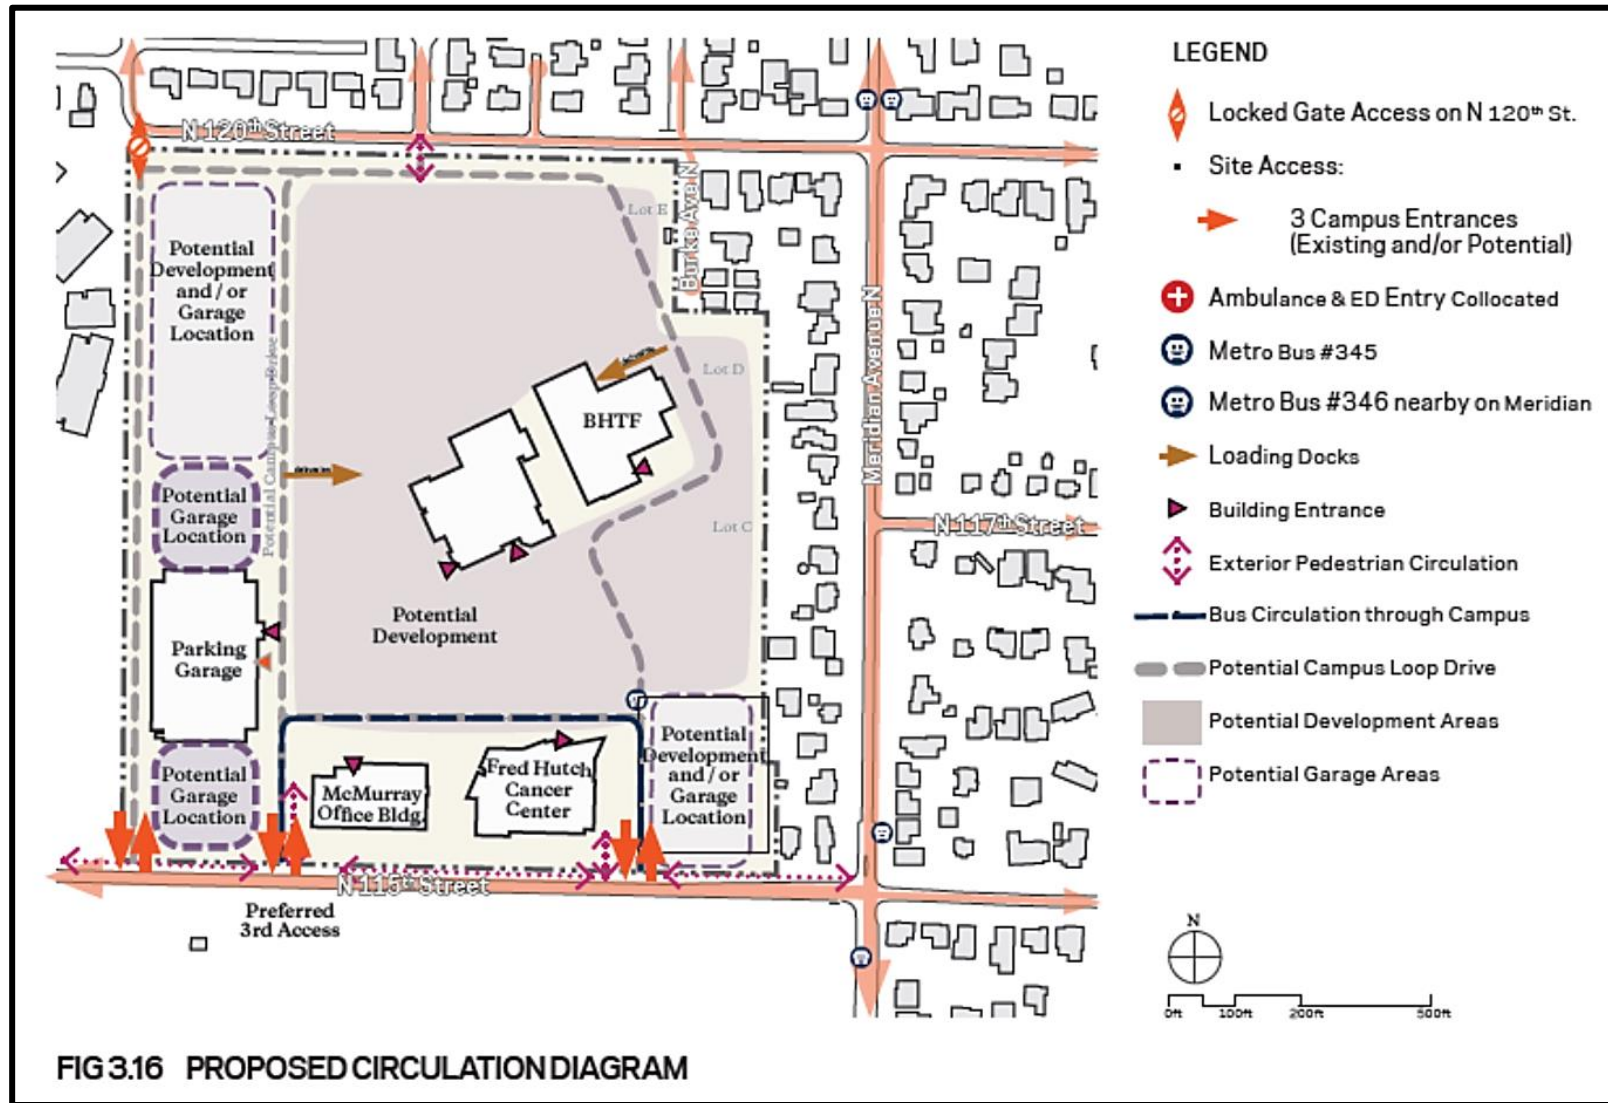 N 120th Street
Lot E
Burke Ave N
Potential
Development
and / or
Garage
Location
Potential Campus Loop Drive
Lot D
BHTF
Meridian Avenue N
Potential
Garage
Location
Lot C
N 117th Street
Potential
Development
Parking
Garage
Potential
Garage
Location
McMurray
Office Bldg.
Fred Hutch
Cancer
Center
Potential
Development
and / or
Garage
Location
N 115th Street
Preferred
3rd Access
LEGEND
Locked Gate Access on N 120th St.
▪ Site Access:
3 Campus Entrances
(Existing and/or Potential)
Ambulance & ED Entry Collocated
Metro Bus #345
Metro Bus #346 nearby on Meridian
Loading Docks
Building Entrance
Exterior Pedestrian Circulation
Bus Circulation through Campus
Potential Campus Loop Drive
Potential Development Areas
Potential Garage Areas
N
0ft 100ft 200ft 500ft
FIG 3.16 PROPOSED CIRCULATION DIAGRAM